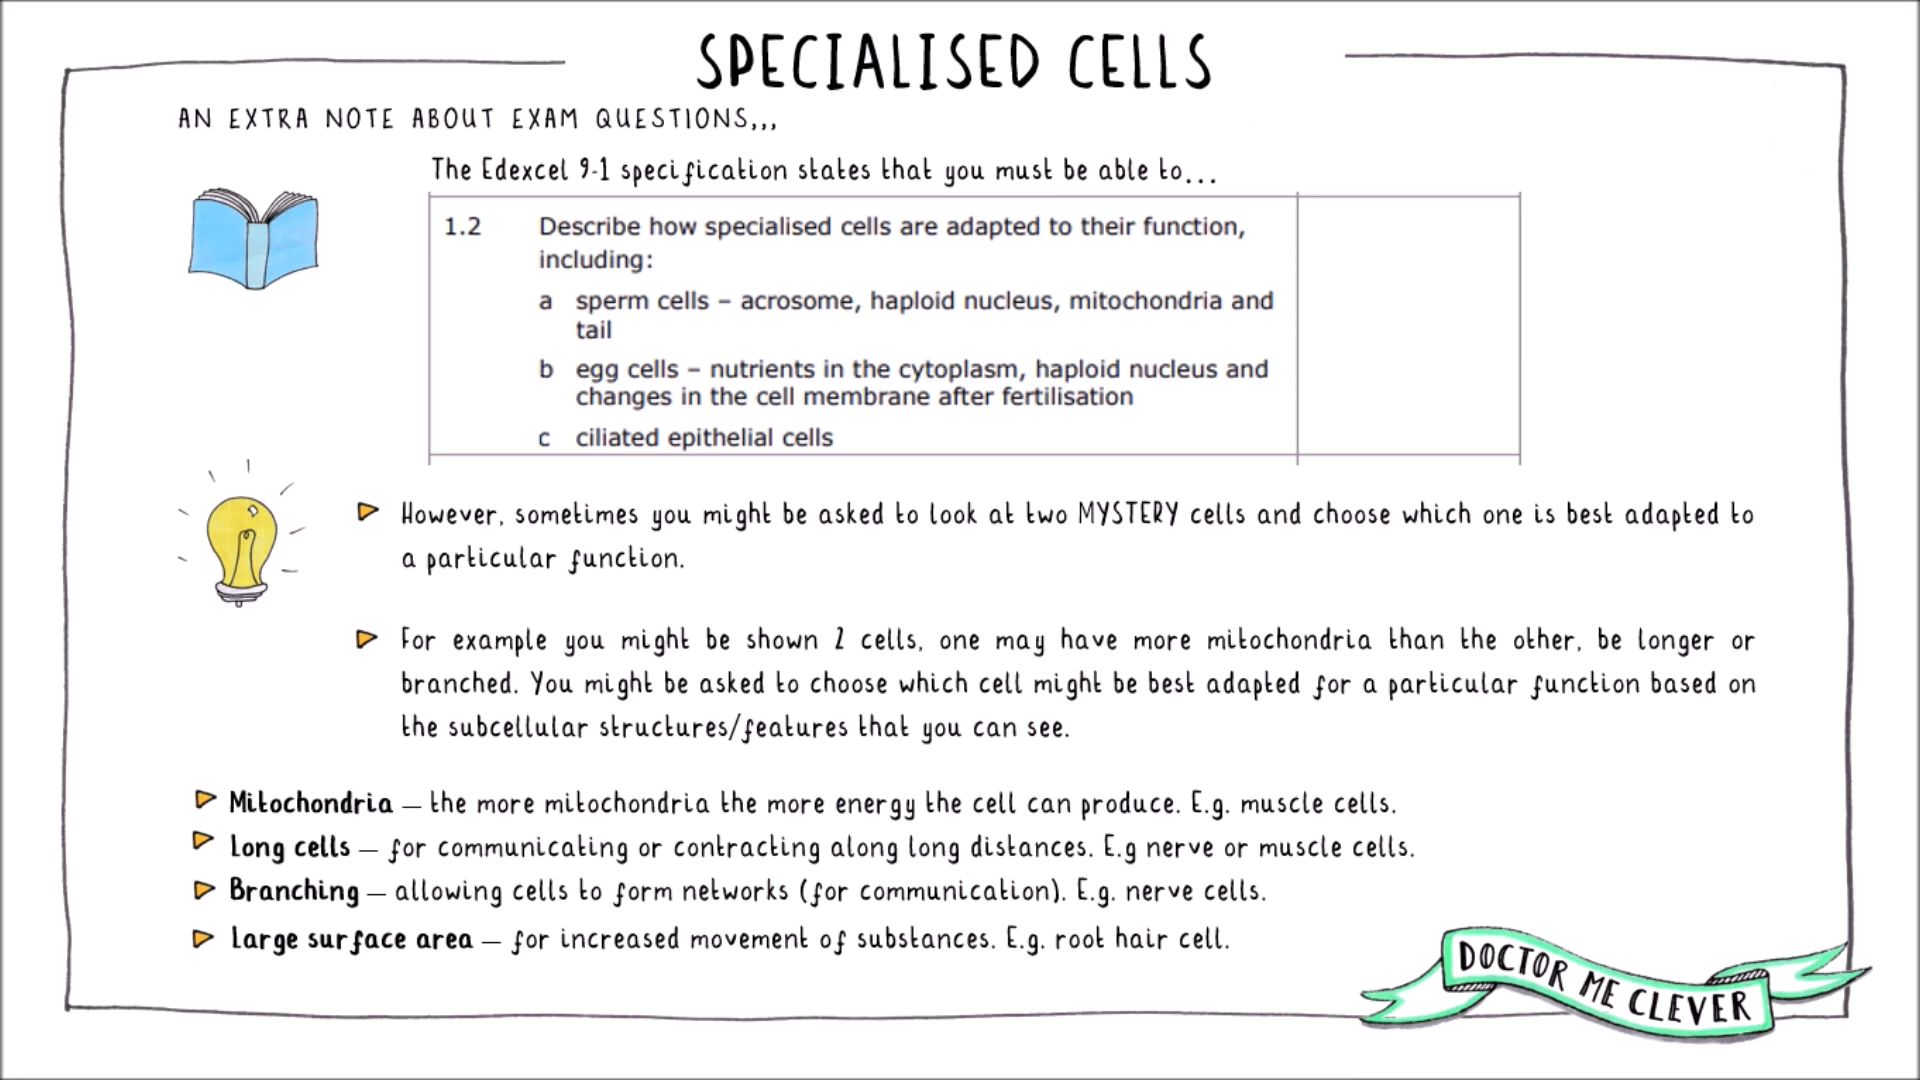 SPECIALISED CELLS
AN EXTRA NOTE ABOUT EXAM QUESTIONS,,,
The Edexcel 9-1 specification states that you must be able to...
1.2 Describe how specialised cells are adapted to their function,
including:
a sperm cells – acrosome, haploid nucleus, mitochondria and
tail
b egg cells – nutrients in the cytoplasm, haploid nucleus and
changes in the cell membrane after fertilisation
c ciliated epithelial cells
However, sometimes you might be asked to look at two MYSTERY cells and choose which one is best adapted to
a particular function.
For example you might be shown 2 cells, one may have more mitochondria than the other, be longer or
branched. You might be asked to choose which cell might be best adapted for a particular function based on
the subcellular structures/features that you can see.
Mitochondria – the more mitochondria the more energy the cell can produce. E.g. muscle cells.
Long cells – for communicating or contracting along long distances. E.g nerve or muscle cells.
Branching – allowing cells to form networks (for communication). E.g. nerve cells.
Large surface area – for increased movement of substances. E.g. root hair cell.
DOCTOR ME CLEVER